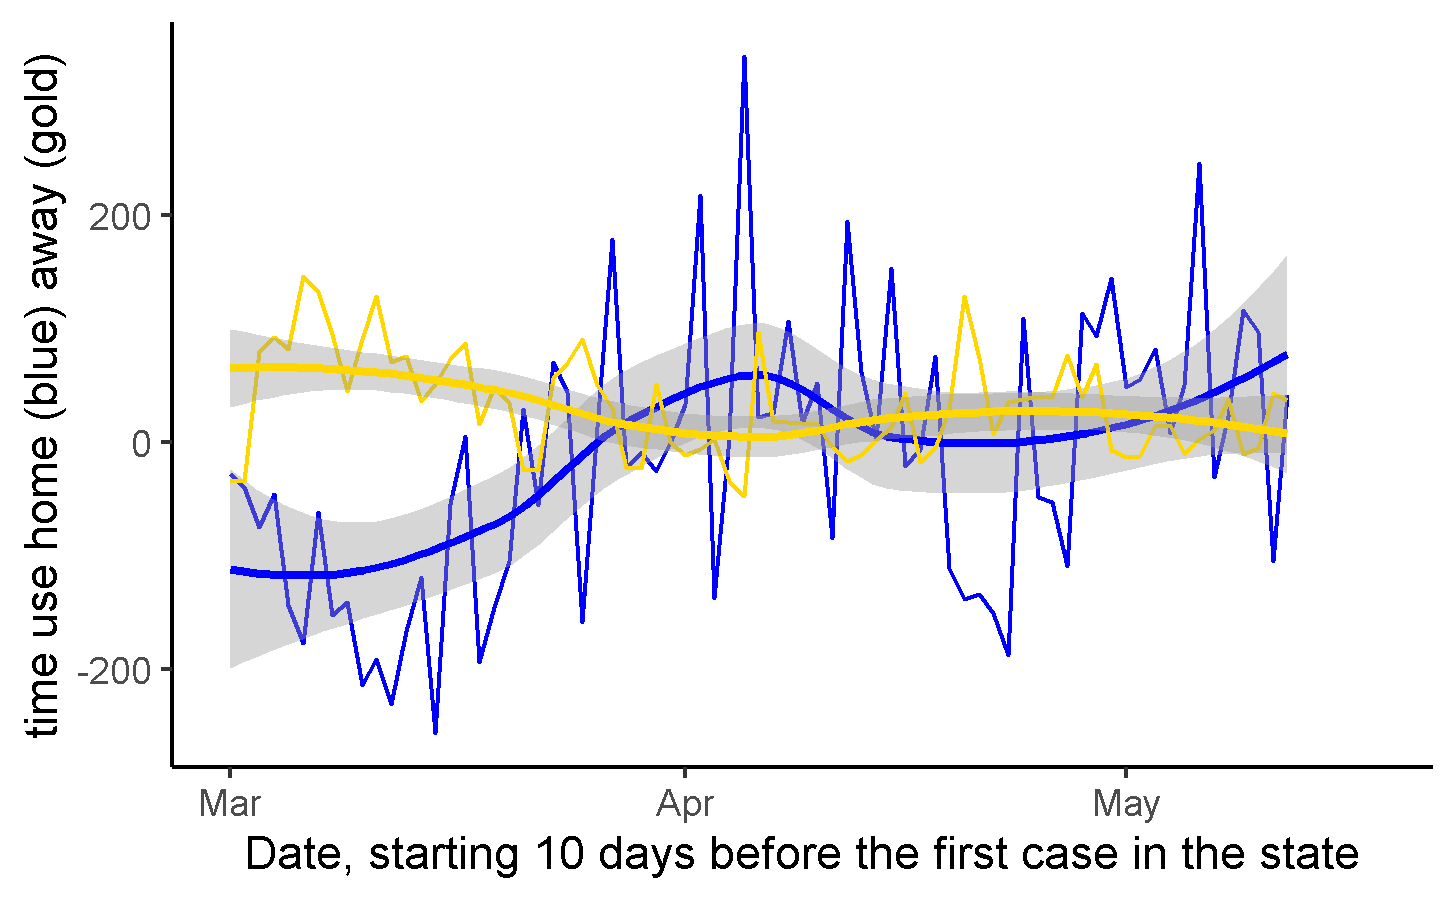 time use home (blue) away (gold)
200
0
-200
Mar
Apr
May
Date, starting 10 days before the first case in the state